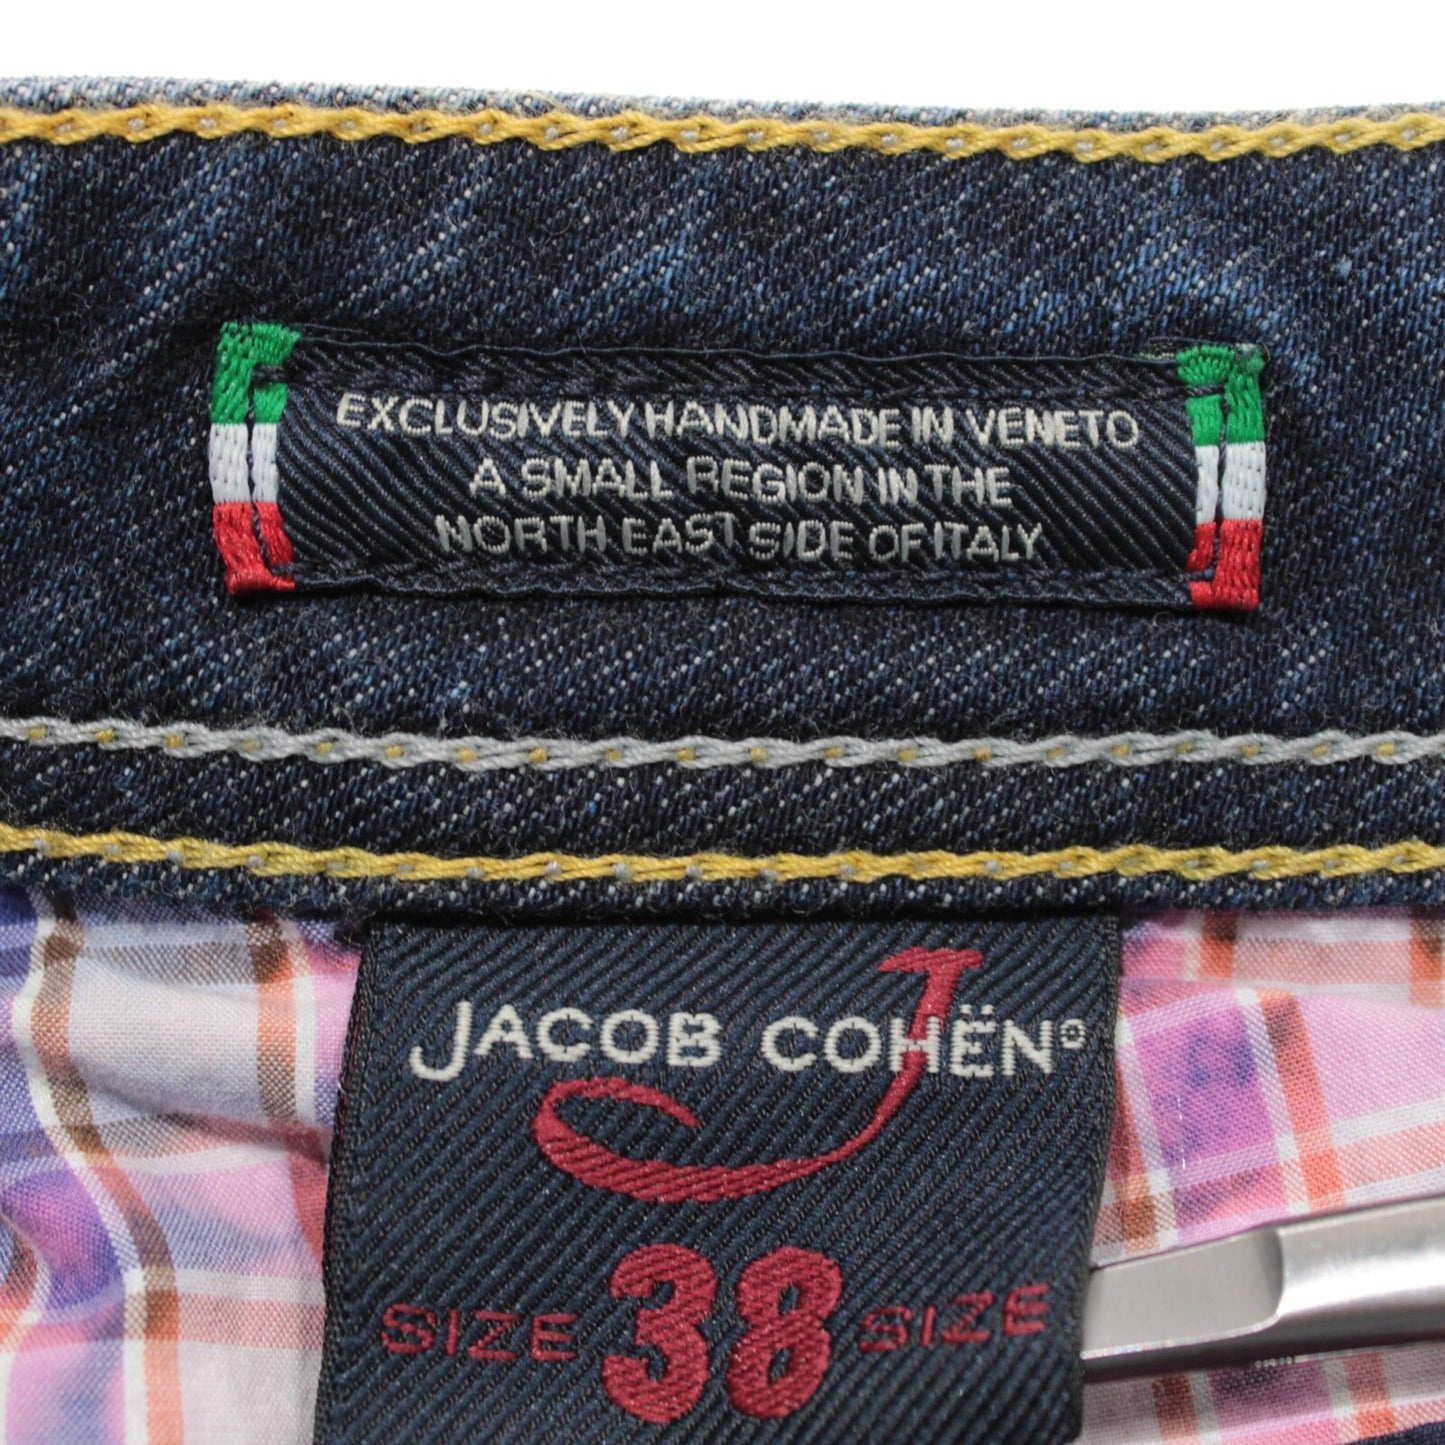 EXCLUSIVELY HANDMADE IN VENETO
A SMALL REGION IN THE
NORTH EAST SIDE OF ITALY
JACOB COHËN®
J
SIZE 38 SIZE